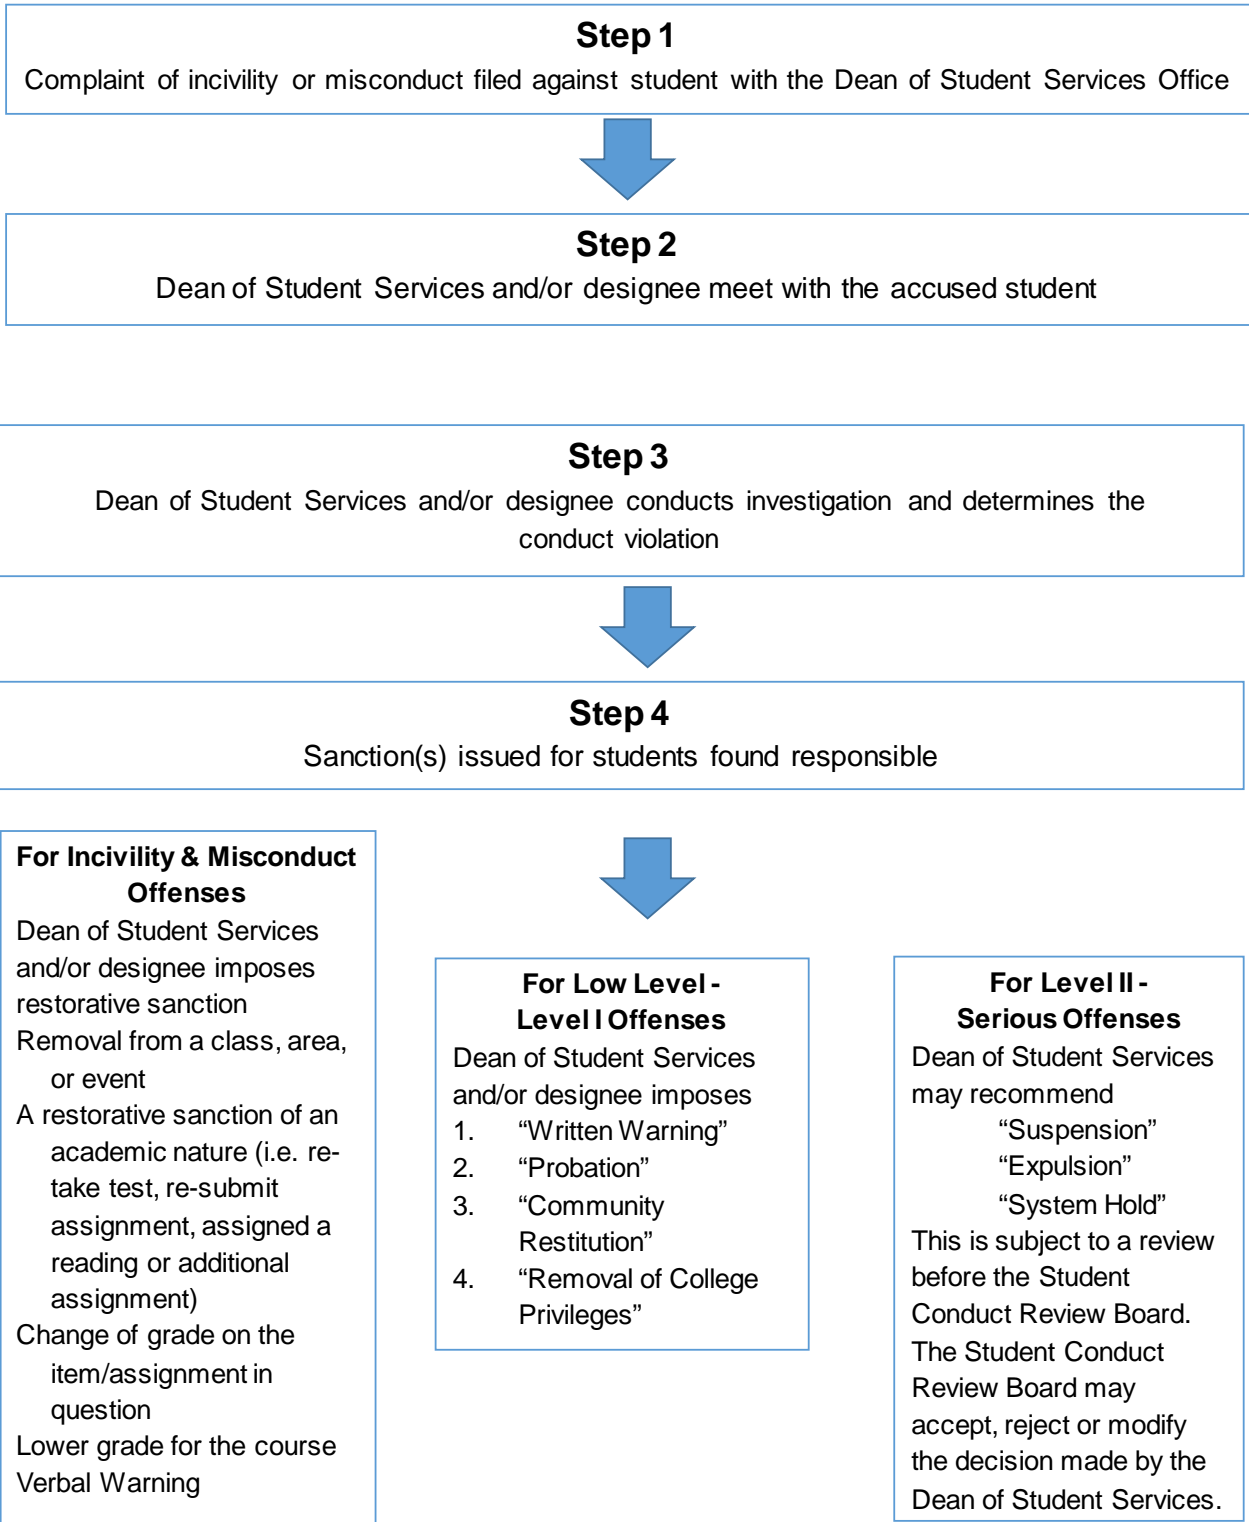 Step 1
Complaint of incivility or misconduct filed against student with the Dean of Student Services Office
Step 2
Dean of Student Services and/or designee meet with the accused student
Step 3
Dean of Student Services and/or designee conducts investigation and determines the
conduct violation
Step 4
Sanction(s) issued for students found responsible
For Incivility & Misconduct
Offenses
Dean of Student Services
and/or designee imposes
restorative sanction
Removal from a class, area,
or event
A restorative sanction of an
academic nature (i.e. re-
take test, re-submit
assignment, assigned a
reading or additional
assignment)
Change of grade on the
item/assignment in
question
Lower grade for the course
Verbal Warning
For Low Level -
Level I Offenses
Dean of Student Services
and/or designee imposes
1. “Written Warning”
2. “Probation”
3. “Community
Restitution”
4. “Removal of College
Privileges”
For Level II -
Serious Offenses
Dean of Student Services
may recommend
“Suspension”
“Expulsion”
“System Hold”
This is subject to a review
before the Student
Conduct Review Board.
The Student Conduct
Review Board may
accept, reject or modify
the decision made by the
Dean of Student Services.